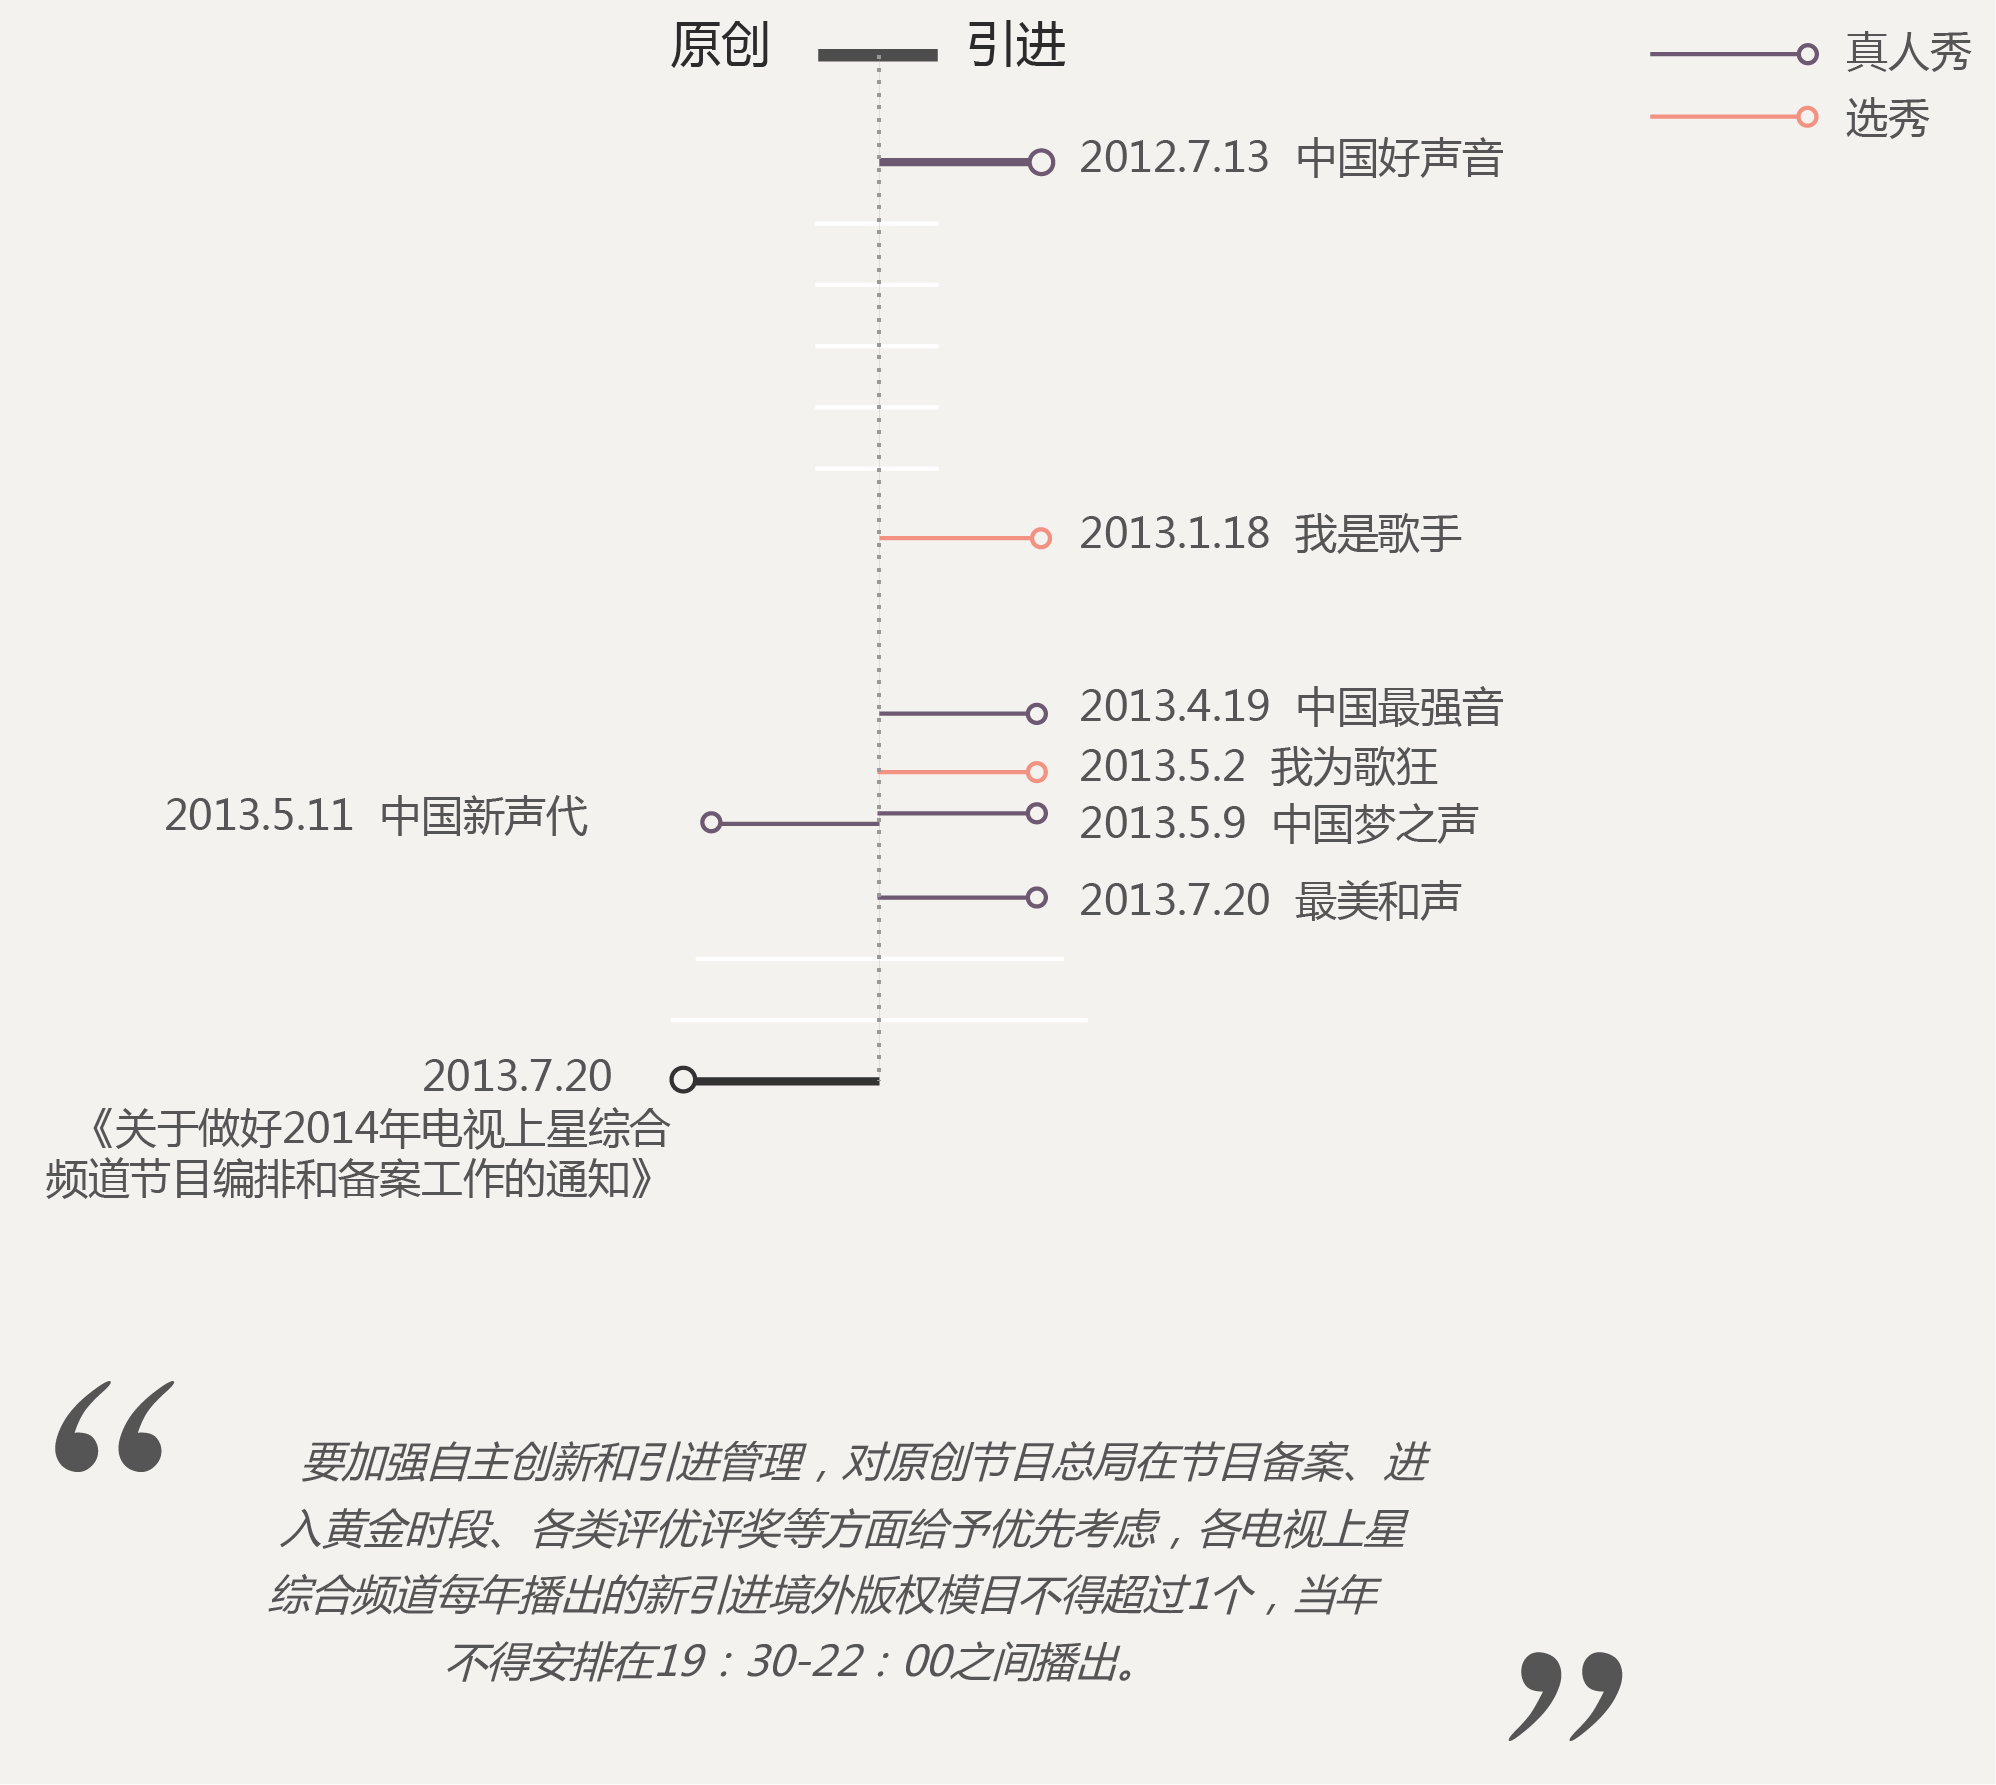 原创 引进
真人秀
选秀
2012.7.13 中国好声音
2013.1.18 我是歌手
2013.4.19 中国最强音
2013.5.2 我为歌狂
2013.5.11 中国新声代
2013.5.9 中国梦之声
2013.7.20 最美和声
2013.7.20
《关于做好2014年电视上星综合
频道节目编排和备案工作的通知》
“
要加强自主创新和引进管理，对原创节目总局在节目备案、进
入黄金时段、各类评优评奖等方面给予优先考虑，各电视上星
综合频道每年播出的新引进境外版权模目不得超过1个，当年
不得安排在19：30-22：00之间播出。
”